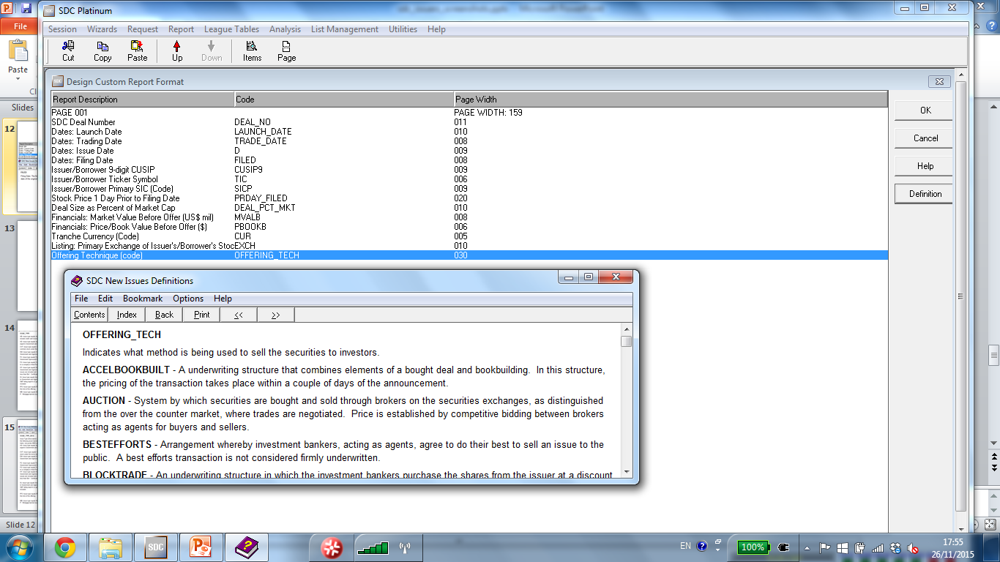 SDC Platinum
File
Session Wizards Request Report League Tables Analysis List Management Utilities Help
Paste
Cut Copy Paste Up Down Items Page
SDC Design Custom Report Format
Slides
Report Description Code Page Width
PAGE 001 PAGE WIDTH: 159
SDC Deal Number DEAL_NO 011
Dates: Launch Date LAUNCH_DATE 010
Dates: Trading Date TRADE_DATE 008
Dates: Issue Date D 009
Dates: Filing Date FILED 008
Issuer/Borrower 9-digit CUSIP CUSIP9 009
Issuer/Borrower Ticker Symbol TIC 006
Issuer/Borrower Primary SIC (Code) SICP 009
Stock Price 1 Day Prior to Filing Date PRDAY_FILED 020
Deal Size as Percent of Market Cap DEAL_PCT_MKT 010
Financials: Market Value Before Offer (US$ mil) MVALB 008
Financials: Price/Book Value Before Offer ($) PBOOKB 006
Tranche Currency (Code) CUR 005
Listing: Primary Exchange of Issuer's/Borrower's Stoc EXCH 010
Offering Technique (code) OFFERING_TECH 030
OK
Cancel
Help
Definition
12
13
14
15
SDC New Issues Definitions
File Edit Bookmark Options Help
Contents Index Back Print << >>
OFFERING_TECH
Indicates what method is being used to sell the securities to investors.
ACCELBOOKBUILT - A underwriting structure that combines elements of a bought deal and bookbuilding. In this structure,
the pricing of the transaction takes place within a couple of days of the announcement.
AUCTION - System by which securities are bought and sold through brokers on the securities exchanges, as distinguished
from the over the counter market, where trades are negotiated. Price is established by competitive bidding between brokers
acting as agents for buyers and sellers.
BESTEFFORTS - Arrangement whereby investment bankers, acting as agents, agree to do their best to sell an issue to the
public. A best efforts transaction is not considered firmly underwritten.
BLOCKTRADE - An underwriting structure in which the investment bankers purchase the shares from the issuer at a discount
Slide 12
SDC
EN
100%
17:55
26/11/2015